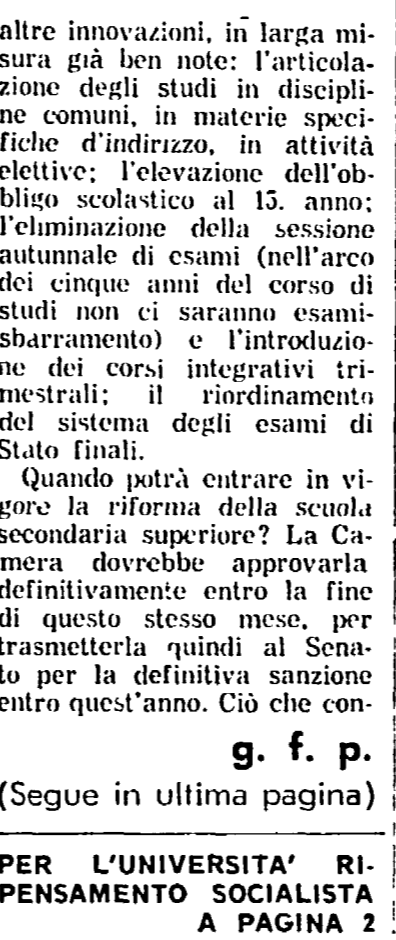 altre innovazioni, in larga mi-
sura già ben note: l'articola-
zione degli studi in discipli-
ne comuni, in materie speci-
fiche d'indirizzo, in attività
elettive; l'elevazione dell'ob-
bligo scolastico al 15. anno;
l'eliminazione della sessione
autunnale di esami (nell'arco
dei cinque anni del corso di
studi non ci saranno esami-
sbarramento) e l'introduzio-
ne dei corsi integrativi tri-
mestrali; il riordinamento
del sistema degli esami di
Stato finali.
Quando potrà entrare in vi-
gore la riforma della scuola
secondaria superiore? La Ca-
mera dovrebbe approvarla
definitivamente entro la fine
di questo stesso mese, per
trasmetterla quindi al Sena-
to per la definitiva sanzione
entro quest'anno. Ciò che con-
g. f. p.
(Segue in ultima pagina)
PER L'UNIVERSITA' RI-
PENSAMENTO SOCIALISTA
A PAGINA 2